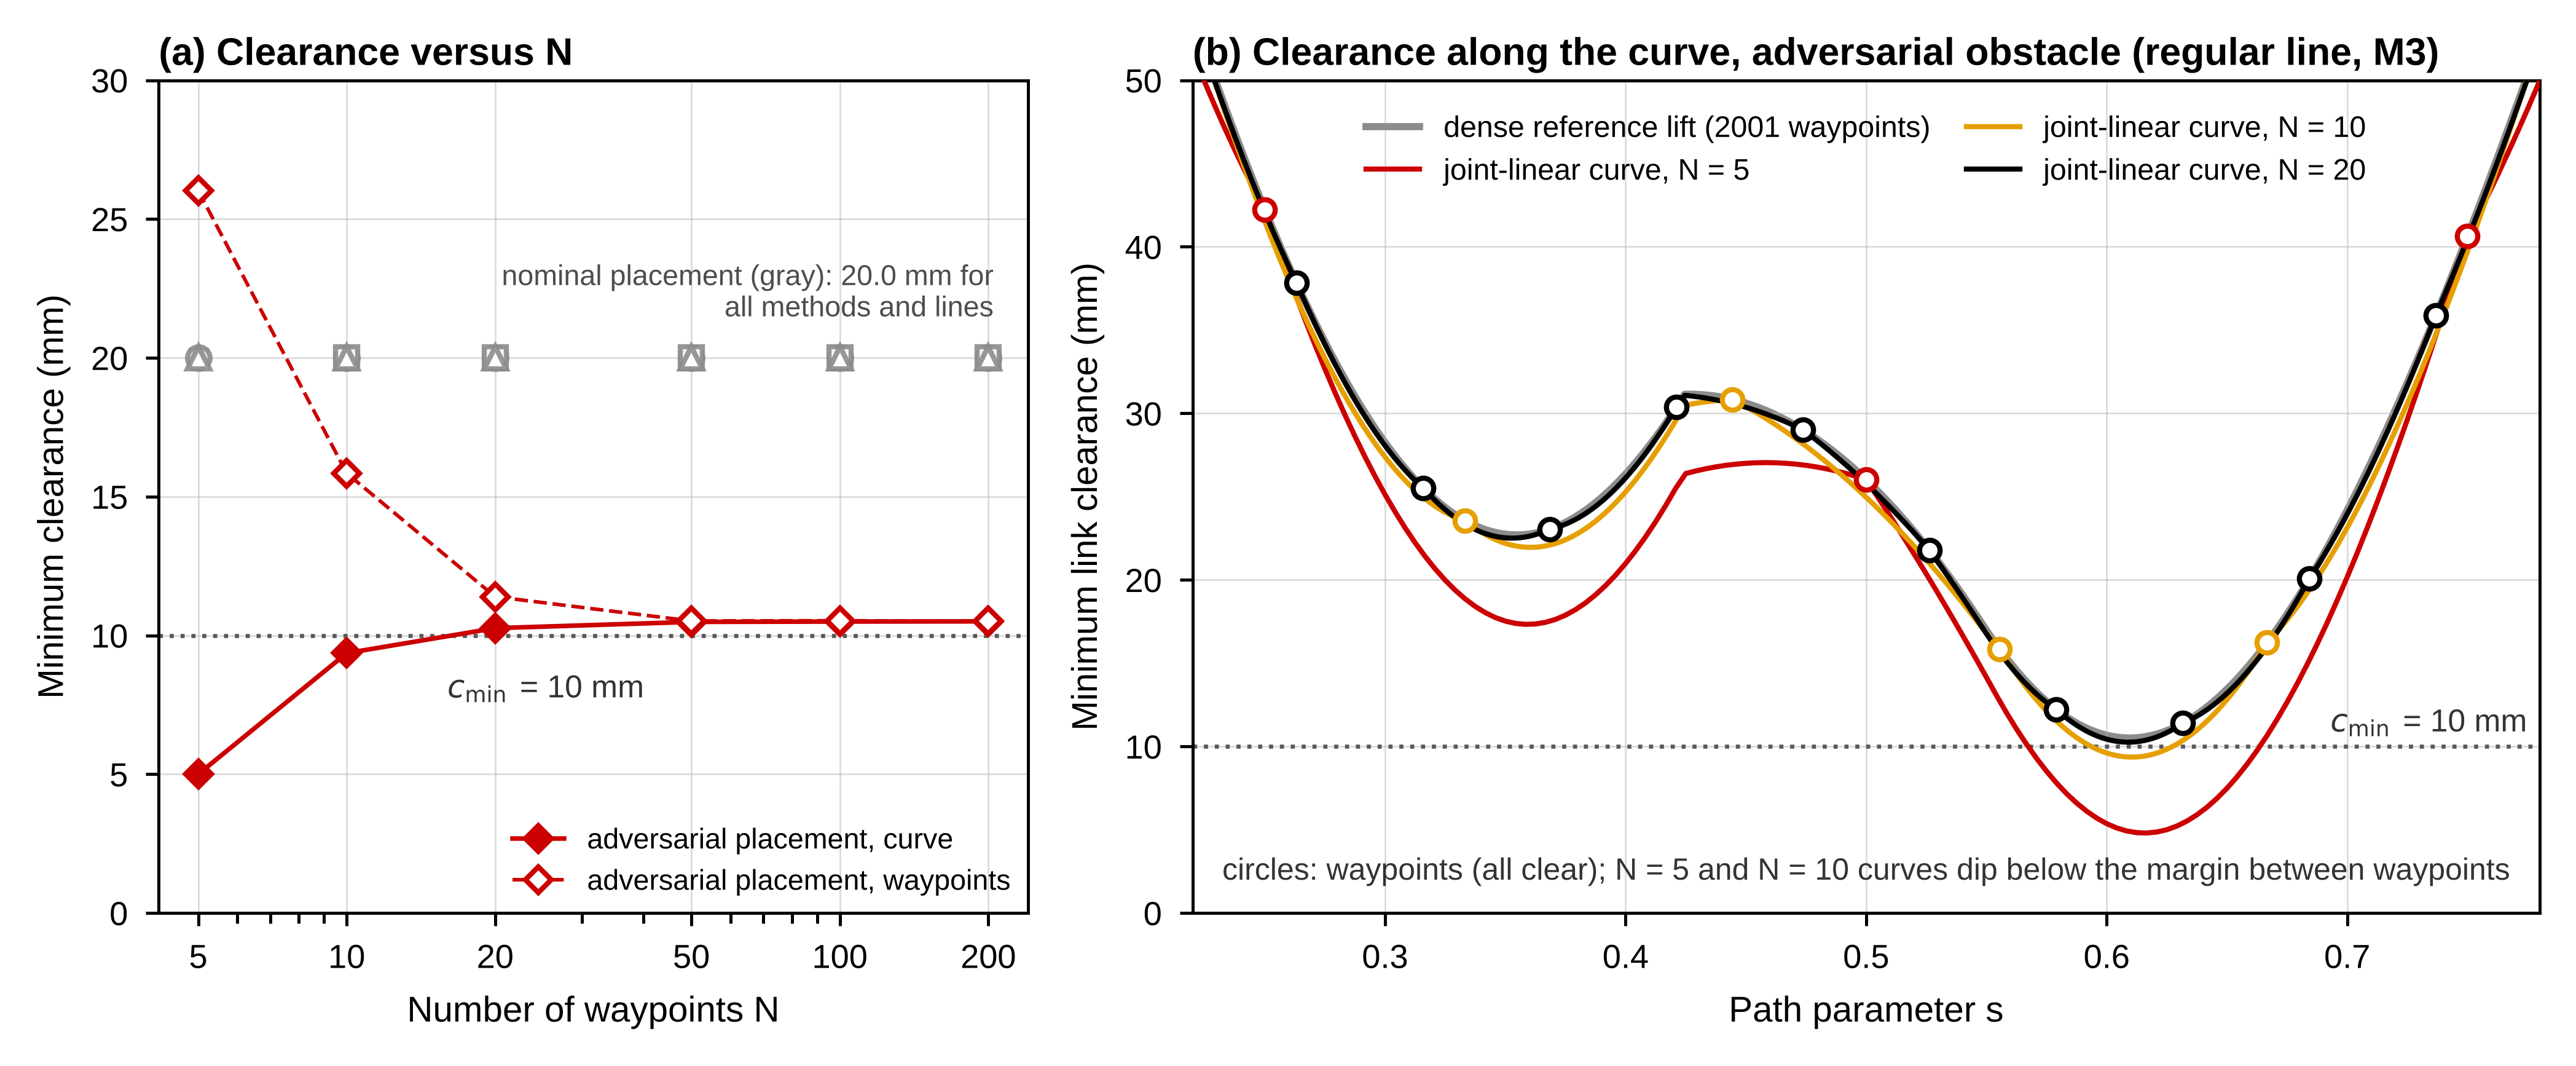 (a) Clearance versus N
30
25
20
15
10
5
0
Minimum clearance (mm)
nominal placement (gray): 20.0 mm for
all methods and lines
cmin = 10 mm
adversarial placement, curve
adversarial placement, waypoints
5 10 20 50 100 200
Number of waypoints N
(b) Clearance along the curve, adversarial obstacle (regular line, M3)
50
40
30
20
10
0
Minimum link clearance (mm)
dense reference lift (2001 waypoints)
joint-linear curve, N = 5
joint-linear curve, N = 10
joint-linear curve, N = 20
cmin = 10 mm
circles: waypoints (all clear); N = 5 and N = 10 curves dip below the margin between waypoints
0.3 0.4 0.5 0.6 0.7
Path parameter s